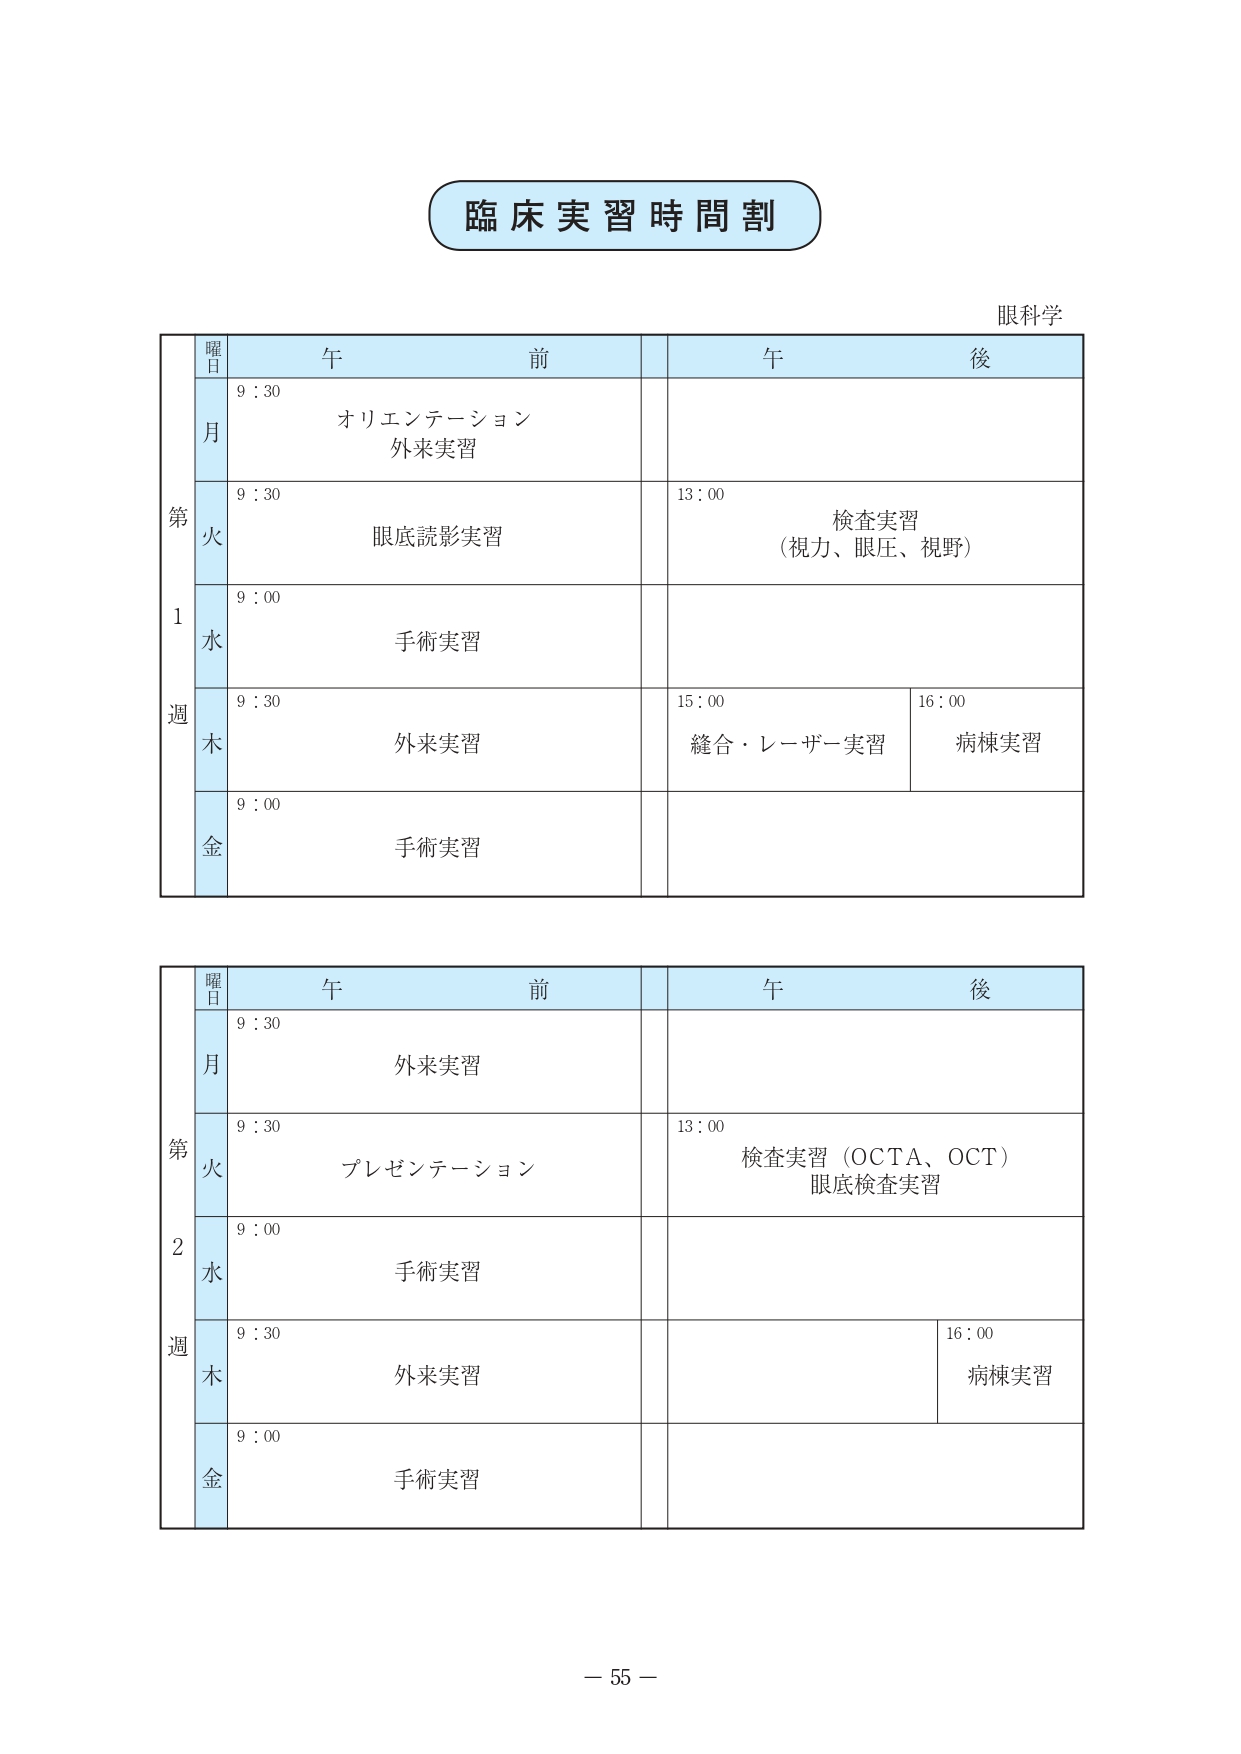 臨床実習時間割
眼科学
曜日 午前 午後
第1週
月 9：30 オリエンテーション
外来実習
火 9：30 眼底読影実習 13：00 検査実習
（視力、眼圧、視野）
水 9：00 手術実習
木 9：30 外来実習 15：00 縫合・レーザー実習 16：00 病棟実習
金 9：00 手術実習
曜日 午前 午後
第2週
月 9：30 外来実習
火 9：30 プレゼンテーション 13：00 検査実習（OCTA、OCT）
眼底検査実習
水 9：00 手術実習
木 9：30 外来実習 16：00 病棟実習
金 9：00 手術実習
― 55 ―